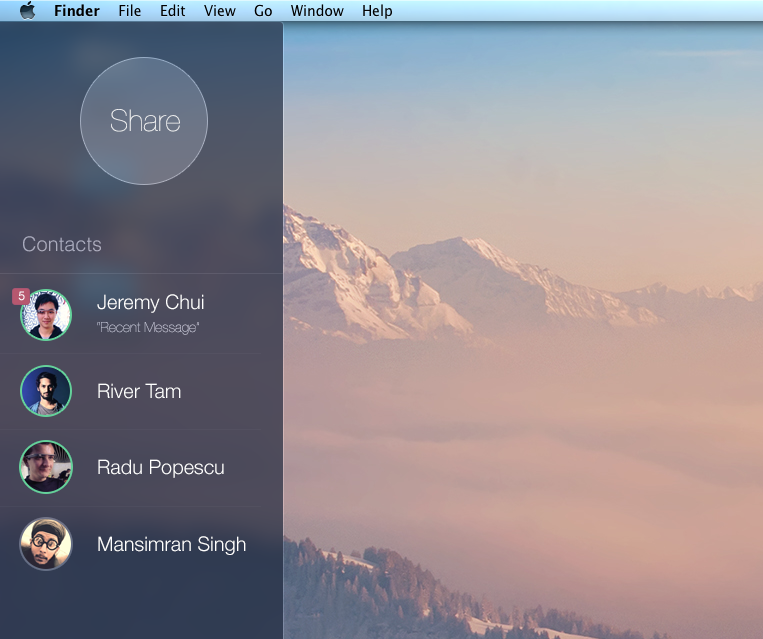 Finder File Edit View Go Window Help
Share
Contacts
5
Jeremy Chui
"Recent Message"
River Tam
Radu Popescu
Mansimran Singh